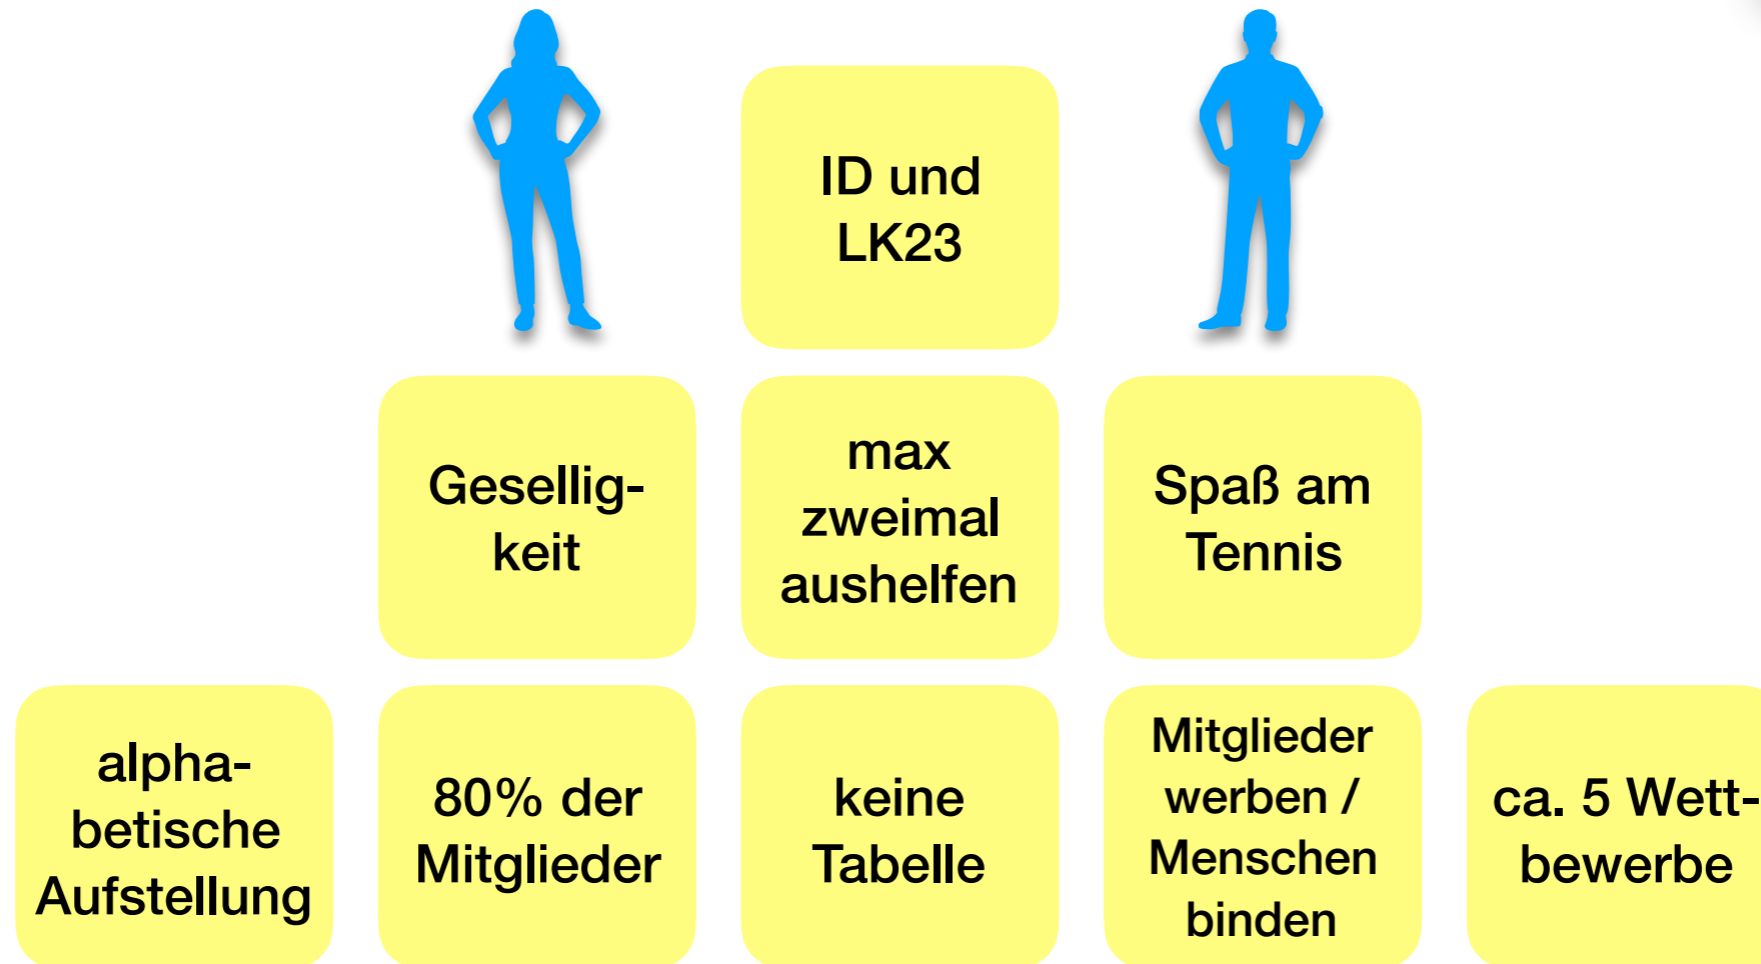 ID und
LK23
Gesellig-
keit
max
zweimal
aushelfen
Spaß am
Tennis
alpha-
betische
Aufstellung
80% der
Mitglieder
keine
Tabelle
Mitglieder
werben /
Menschen
binden
ca. 5 Wett-
bewerbe